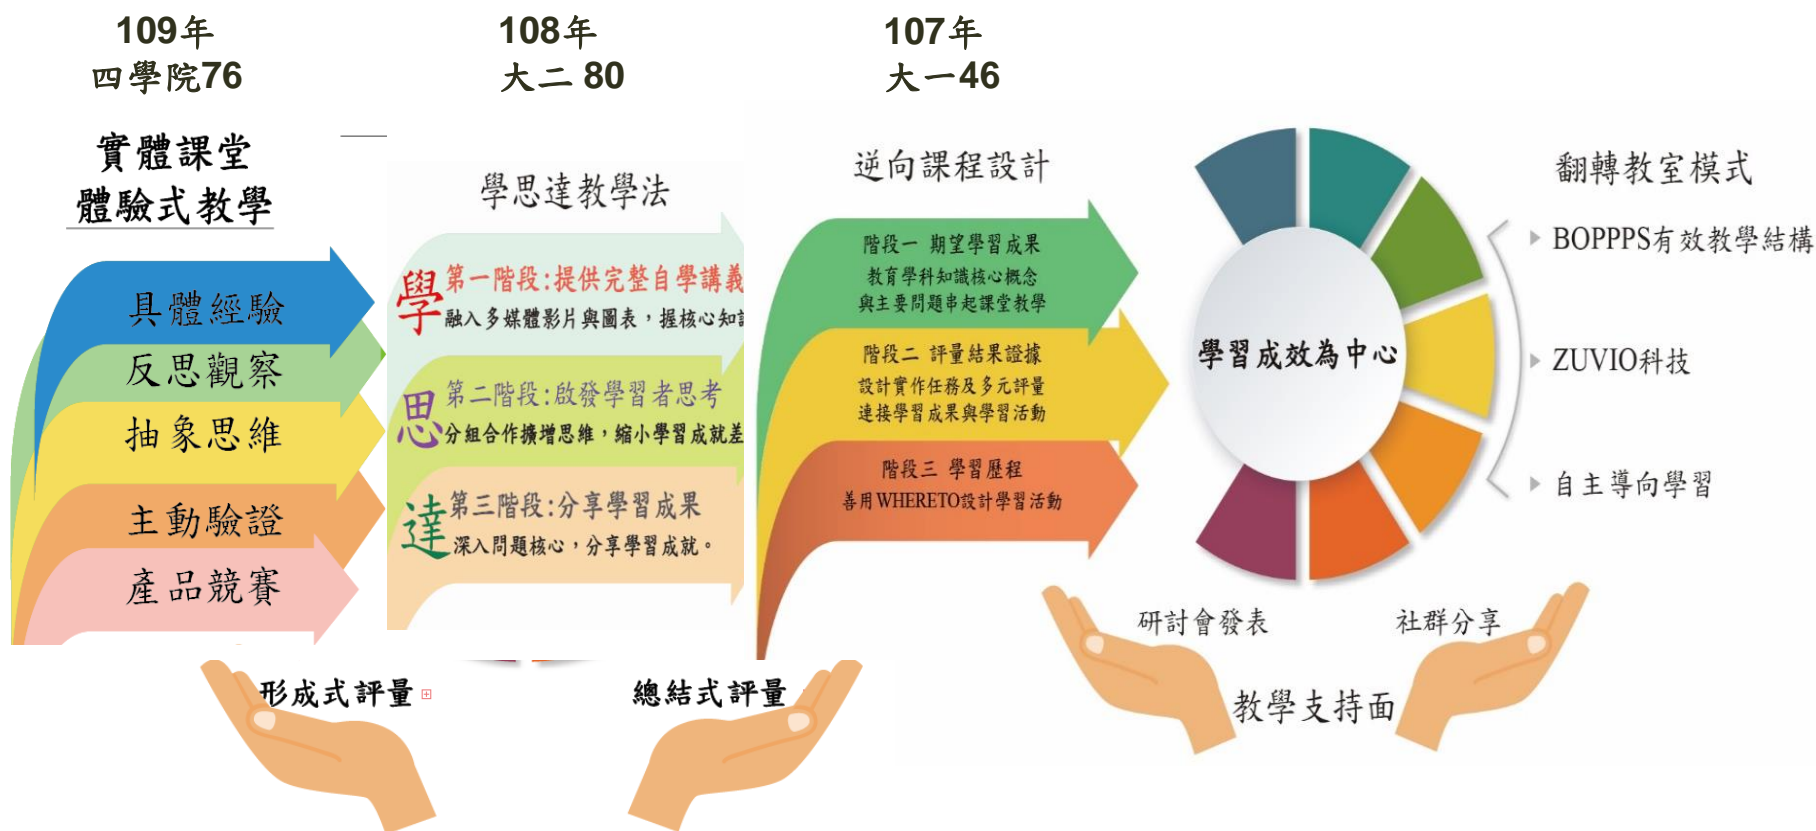 109年
四學院76
實體課堂
體驗式教學
具體經驗
反思觀察
抽象思維
主動驗證
產品競賽
108年
大二 80
學思達教學法
學
第一階段:提供完整自學講義
融入多媒體影片與圖表，握核心知
思
第二階段:啟發學習者思考
分組合作擴增思維，縮小學習成就差
達
第三階段:分享學習成果
深入問題核心，分享學習成就。
107年
大一46
逆向課程設計
階段一 期望學習成果
教育學科知識核心概念
與主要問題串起課堂教學
階段二 評量結果證據
設計實作任務及多元評量
連接學習成果與學習活動
階段三 學習歷程
善用WHERETO設計學習活動
學習成效為中心
翻轉教室模式
BOPPPS有效教學結構
ZUVIO科技
自主導向學習
研討會發表
社群分享
教學支持面
形成式評量
總結式評量